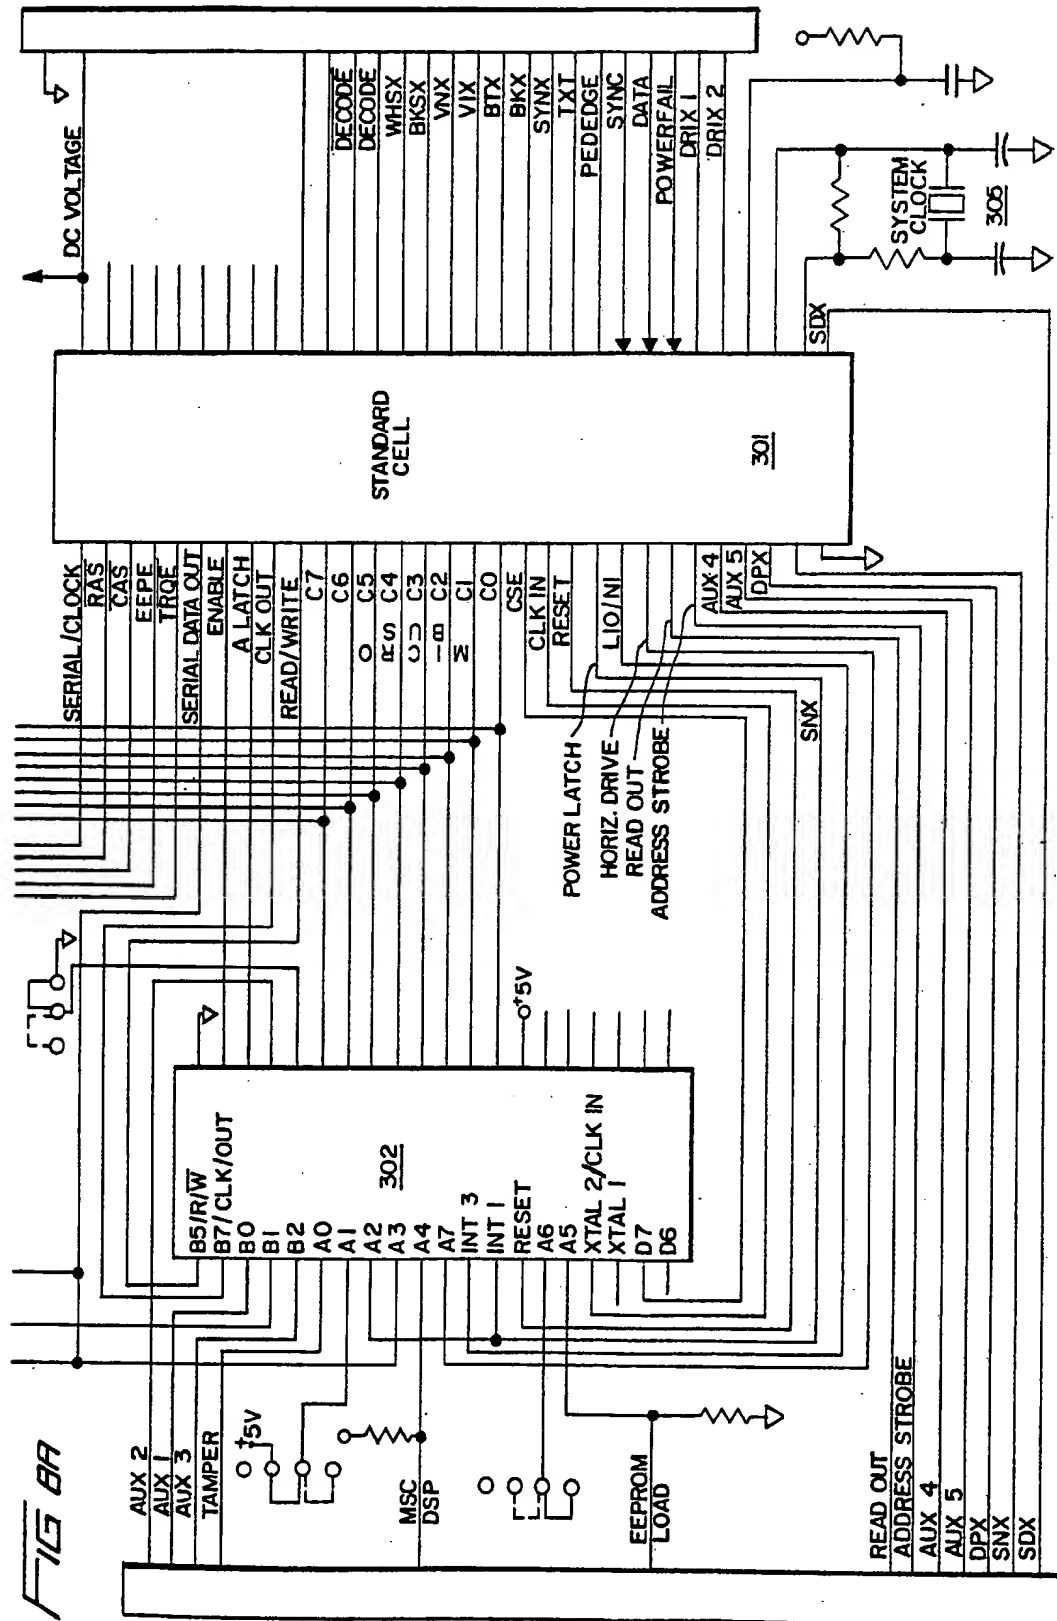 FIG 8A
AUX 2
AUX 1
AUX 3
TAMPER
+5V
MSC
DSP
EEPROM
LOAD
READ OUT
ADDRESS STROBE
AUX 4
AUX 5
DPX
SNX
SDX
B5/R/W̅
B7/CLK/OUT
B0
B1
B2
A0
A1
A2
A3
A4
A7
INT 3
INT 1
RESET
A6
A5
XTAL 2/CLK IN
XTAL 1
D7
D6
302
+5V
SERIAL/CLOCK
R̅A̅S̅
C̅A̅S̅
EEPE
T̅R̅Q̅E̅
SERIAL DATA OUT
ENABLE
A LATCH
CLK OUT
READ/WRITE
C7
C6
C5
C4
C3
C2
C1
C0
CSE
CLK IN
RESET
LIO/NI
MICBUS
POWER LATCH
HORIZ. DRIVE
READ OUT
ADDRESS STROBE
SNX
AUX 4
AUX 5
DPX
STANDARD
CELL
301
DC VOLTAGE
D̅E̅C̅O̅D̅E̅
DECODE
WHSX
BKSX
VNX
VIX
BTX
BKX
SYNX
TXT
PEDEDGE
SYNC
DATA
POWERFAIL
DRIX 1
DRIX 2
SDX
SYSTEM
CLOCK
305